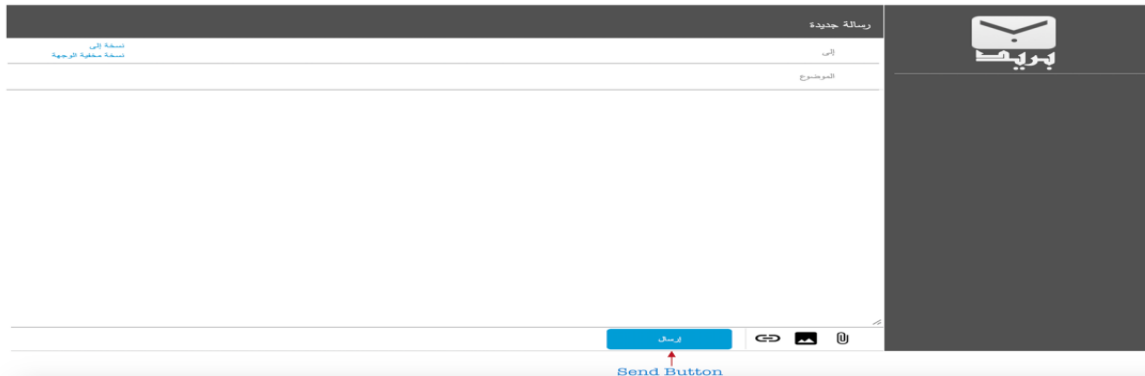 رسالة جديدة
بريد
إلى
نسخة إلى
نسخة مخفية الوجهة
الموضوع
إرسال
Send Button